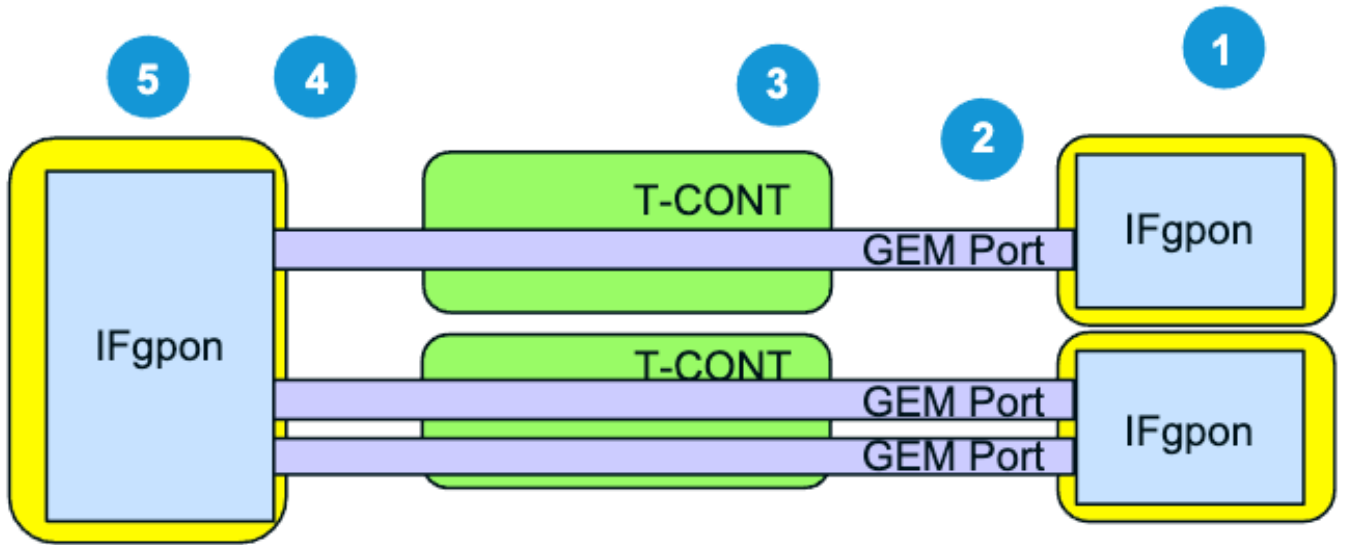 5
4
3
1
2
T-CONT
GEM Port
IFgpon
IFgpon
T-CONT
GEM Port
GEM Port
IFgpon